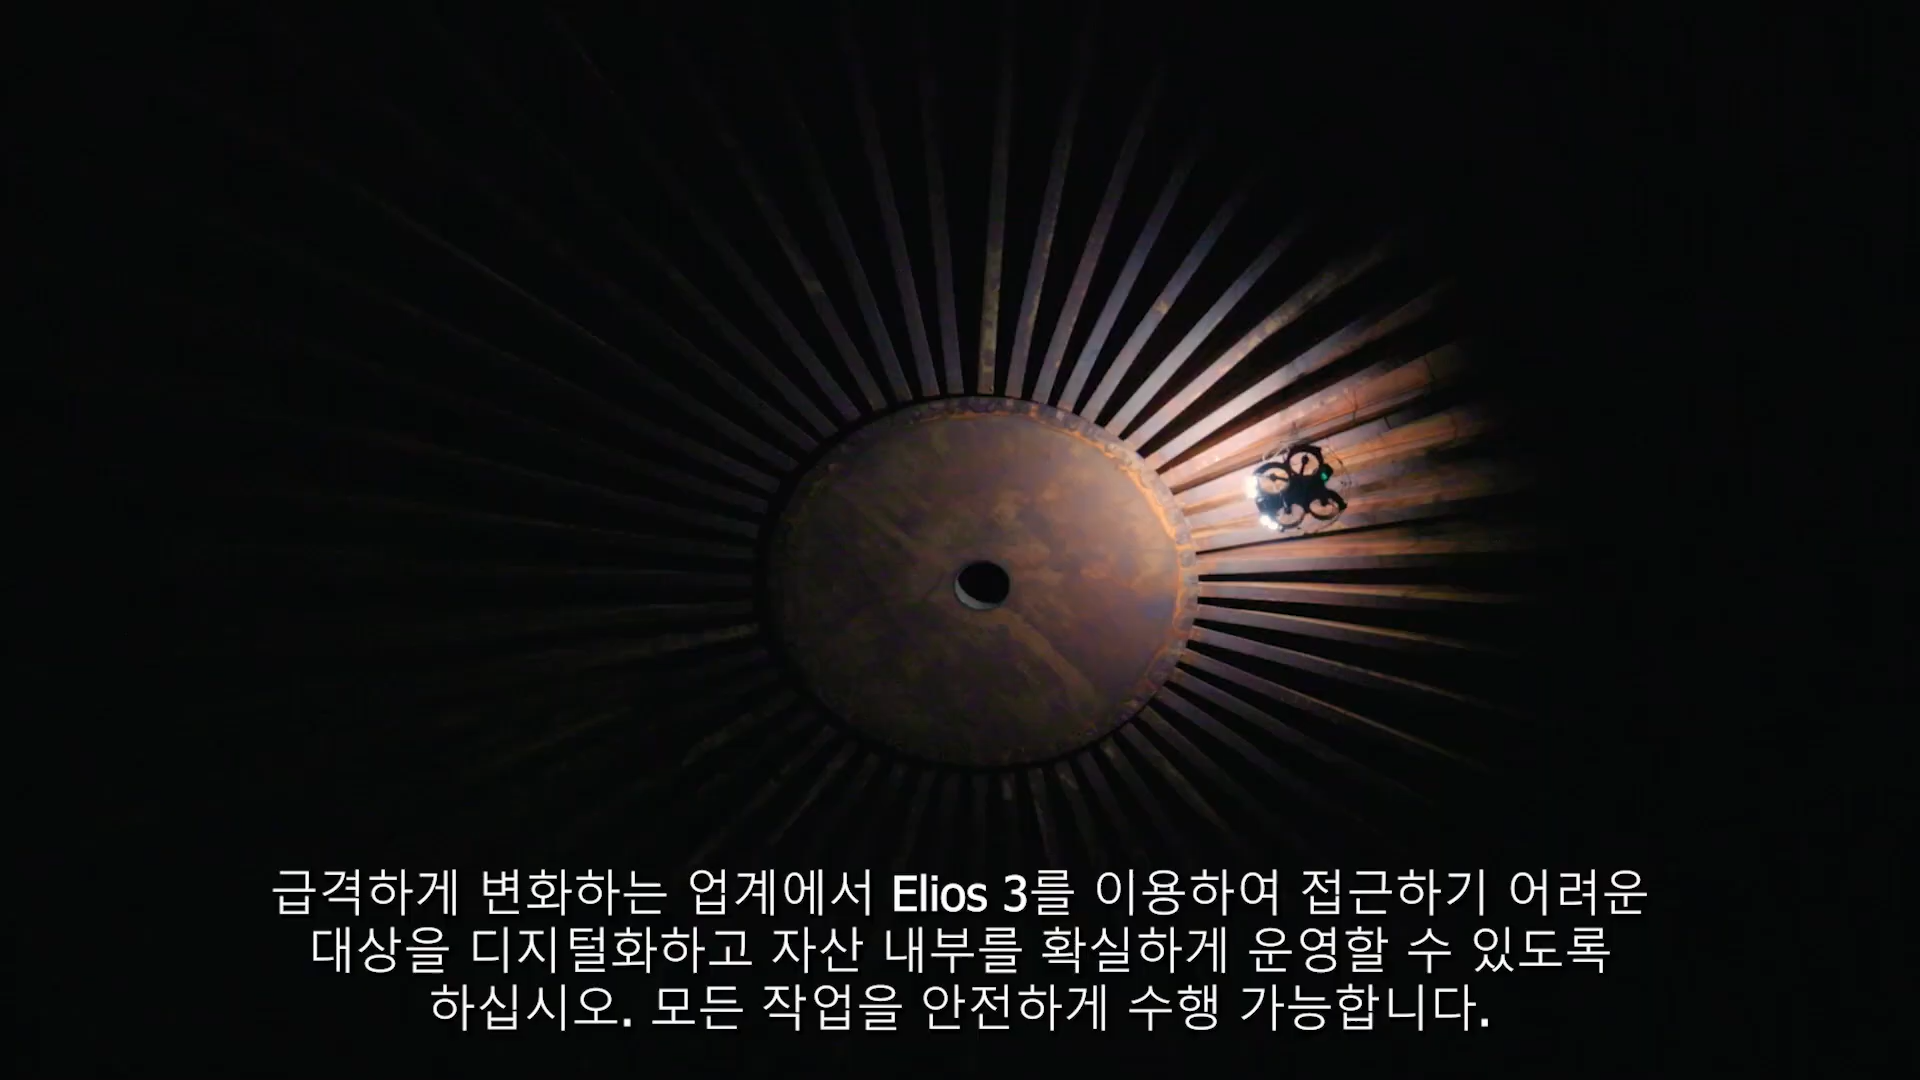 급격하게 변화하는 업계에서 Elios 3를 이용하여 접근하기 어려운
대상을 디지털화하고 자산 내부를 확실하게 운영할 수 있도록
하십시오. 모든 작업을 안전하게 수행 가능합니다.